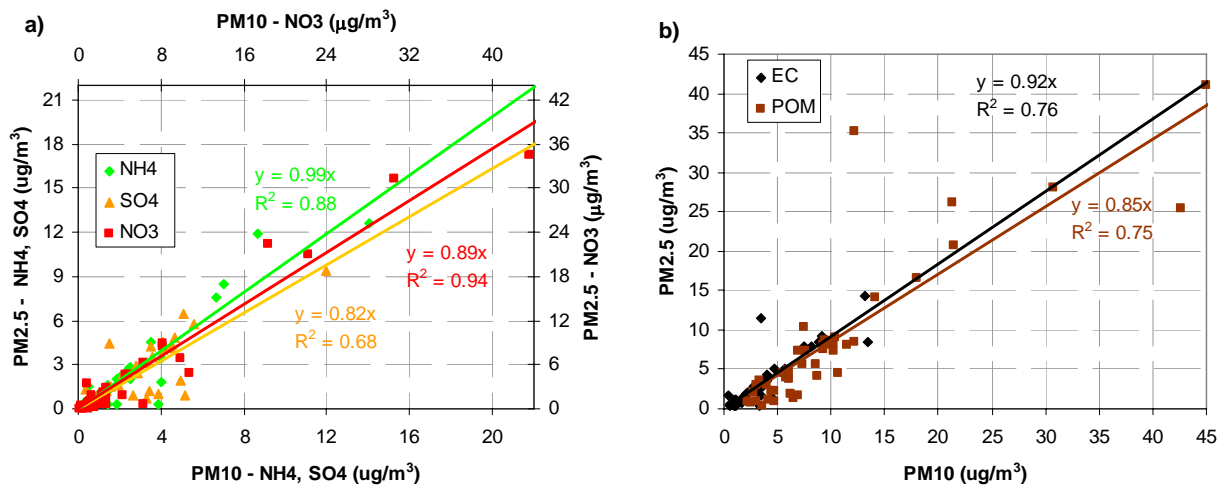 a)
PM10 - NO3 (μg/m³)
0 8 16 24 32 40
PM2.5 - NH4, SO4 (ug/m³)
21
18
15
12
9
6
3
0
NH4
SO4
NO3
y = 0.99x
R² = 0.88
y = 0.89x
R² = 0.94
y = 0.82x
R² = 0.68
44
36
30
24
18
12
6
0
PM2.5 - NO3 (μg/m³)
0 4 8 12 16 20
PM10 - NH4, SO4 (ug/m³)
b)
PM2.5 (ug/m³)
45
40
35
30
25
20
15
10
5
0
EC
POM
y = 0.92x
R² = 0.76
y = 0.85x
R² = 0.75
0 5 10 15 20 25 30 35 40 45
PM10 (ug/m³)